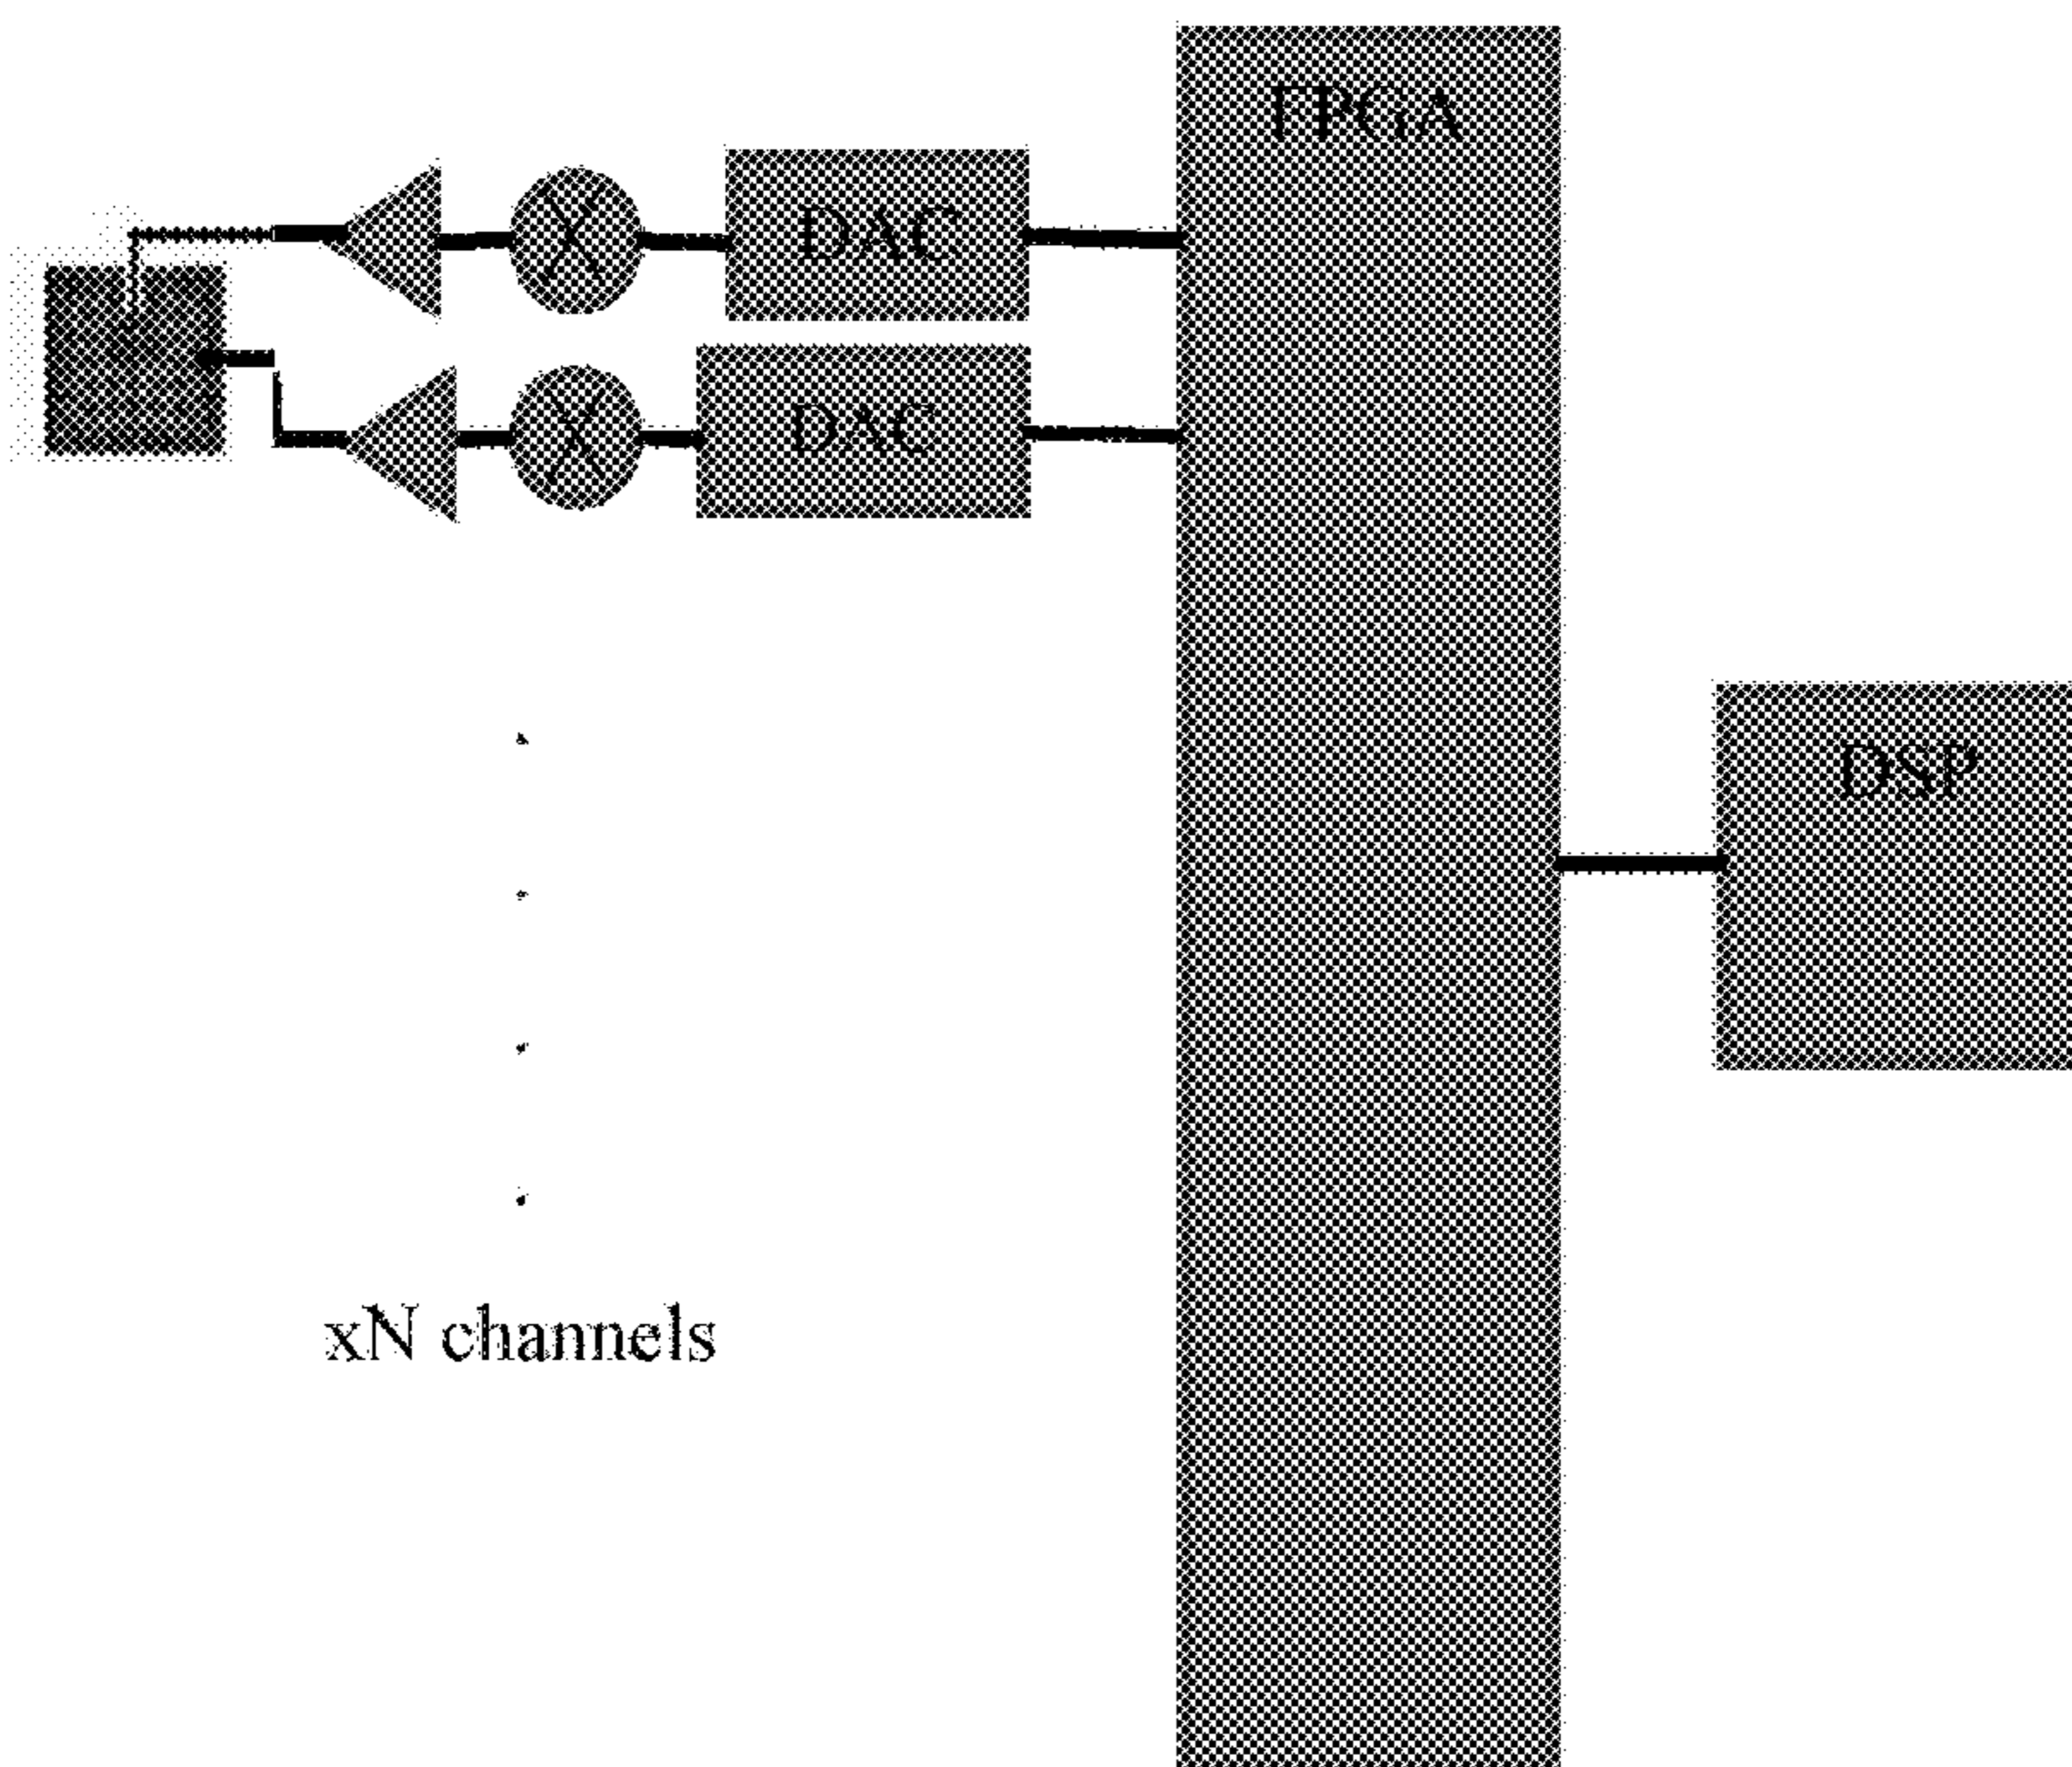 FPGA
DAC
X
DAC
X
DSP
xN channels